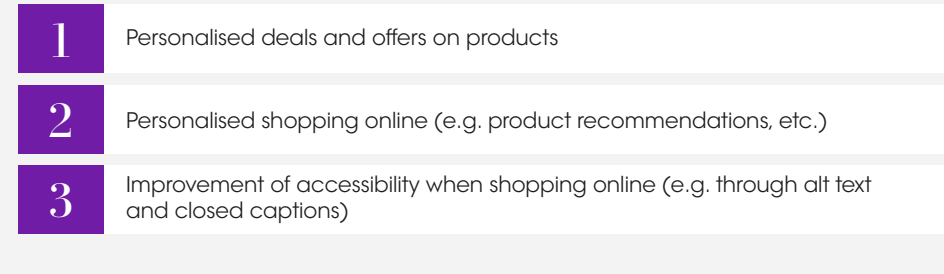 1
Personalised deals and offers on products
2
Personalised shopping online (e.g. product recommendations, etc.)
3
Improvement of accessibility when shopping online (e.g. through alt text
and closed captions)